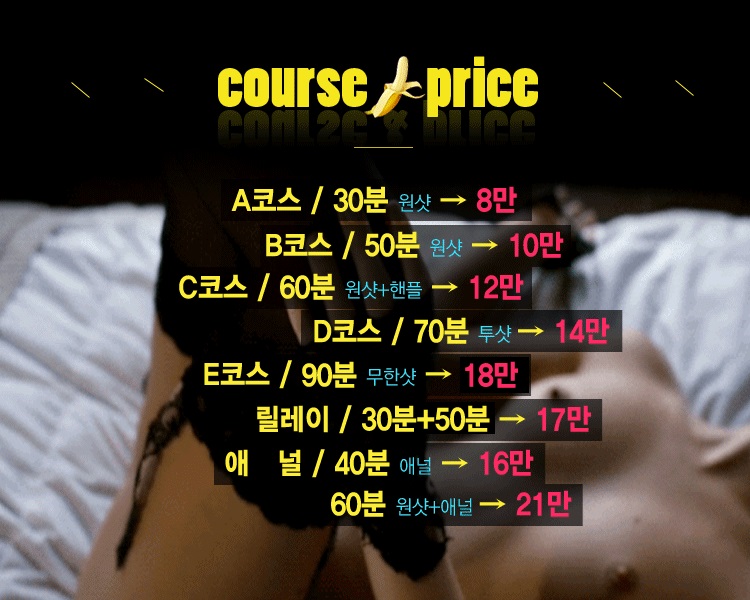 course price
A코스 / 30분 원샷 → 8만
B코스 / 50분 원샷 → 10만
C코스 / 60분 원샷+핸플 → 12만
D코스 / 70분 투샷 → 14만
E코스 / 90분 무한샷 → 18만
릴레이 / 30분+50분 → 17만
애 널 / 40분 애널 → 16만
60분 원샷+애널 → 21만